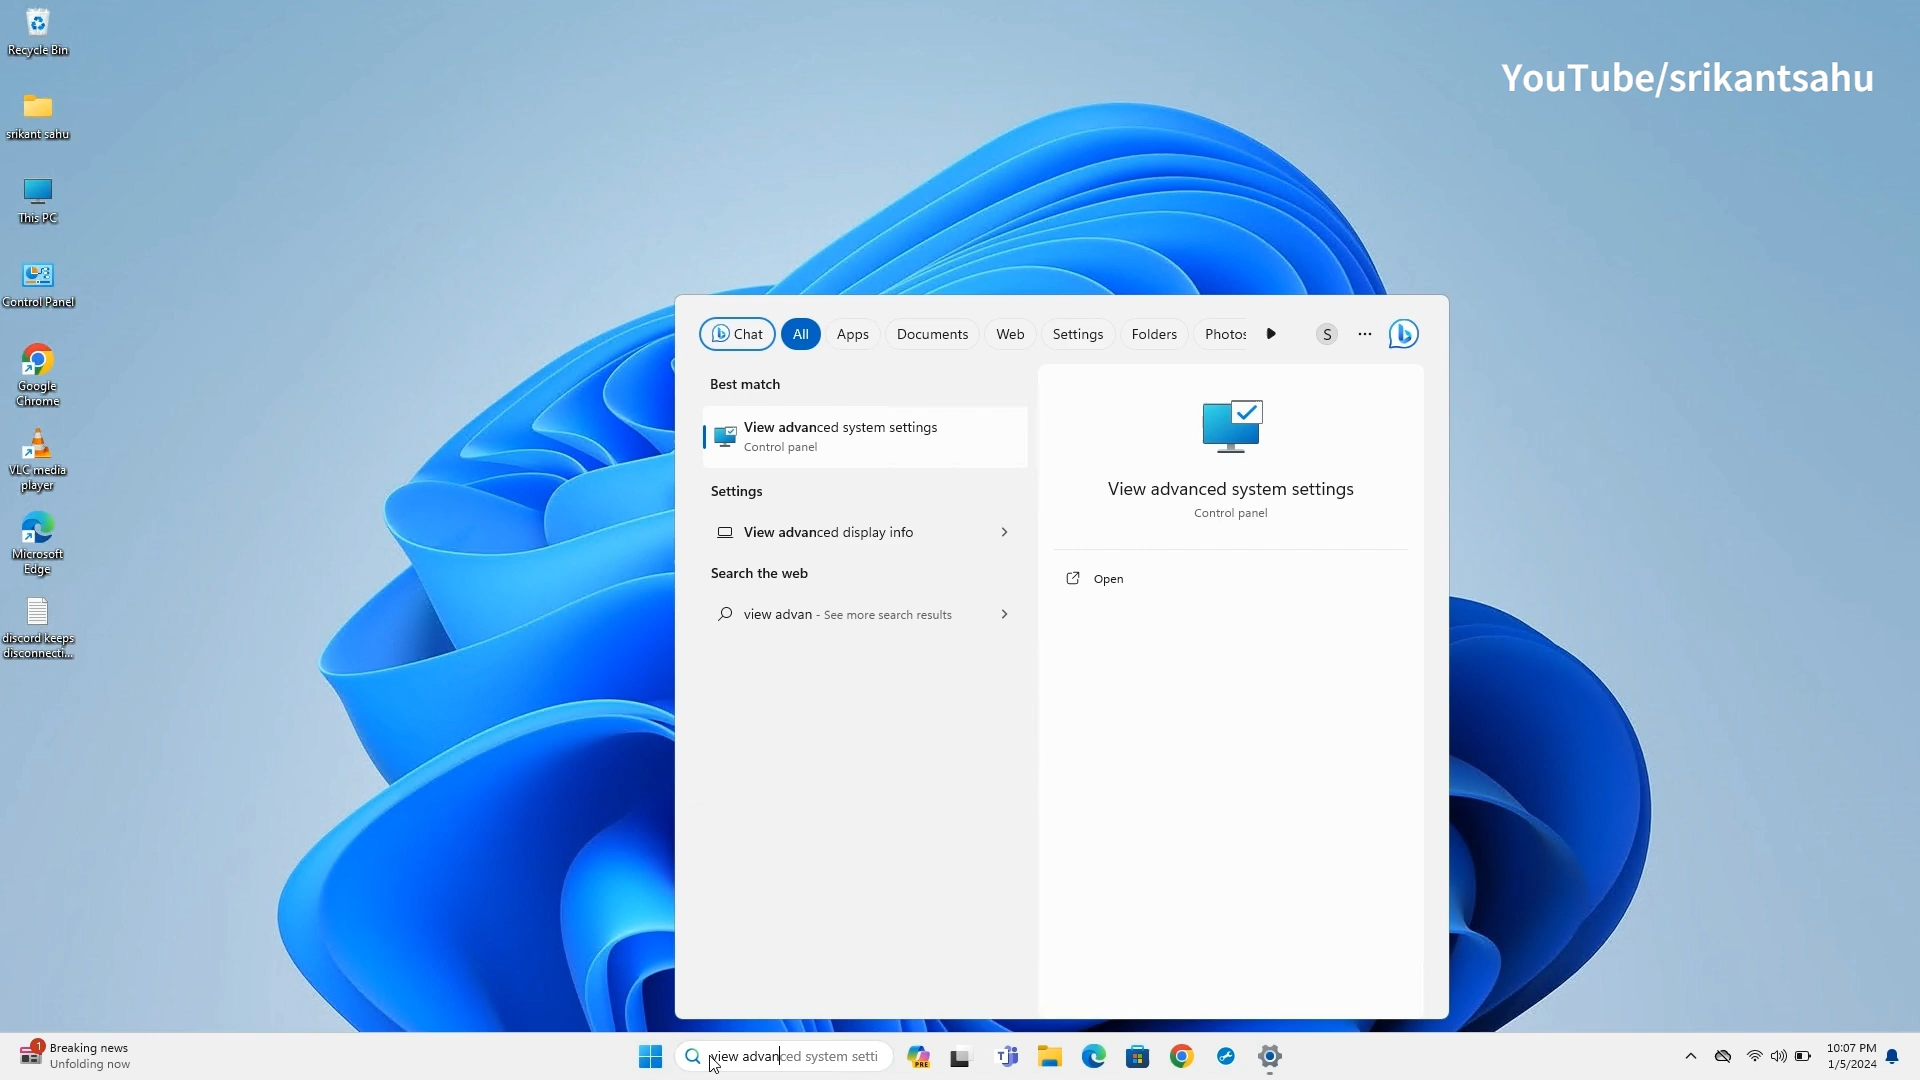 Recycle Bin
YouTube/srikantsahu
srikant sahu
This PC
Control Panel
Google
Chrome
VLC media
player
Microsoft
Edge
discord keeps
disconnecti...
Chat
All
Apps
Documents
Web
Settings
Folders
Photos
S
Best match
View advanced system settings
Control panel
Settings
View advanced display info
Search the web
view advan - See more search results
View advanced system settings
Control panel
Open
1
Breaking news
Unfolding now
view advanced system setti
PRE
10:07 PM
1/5/2024